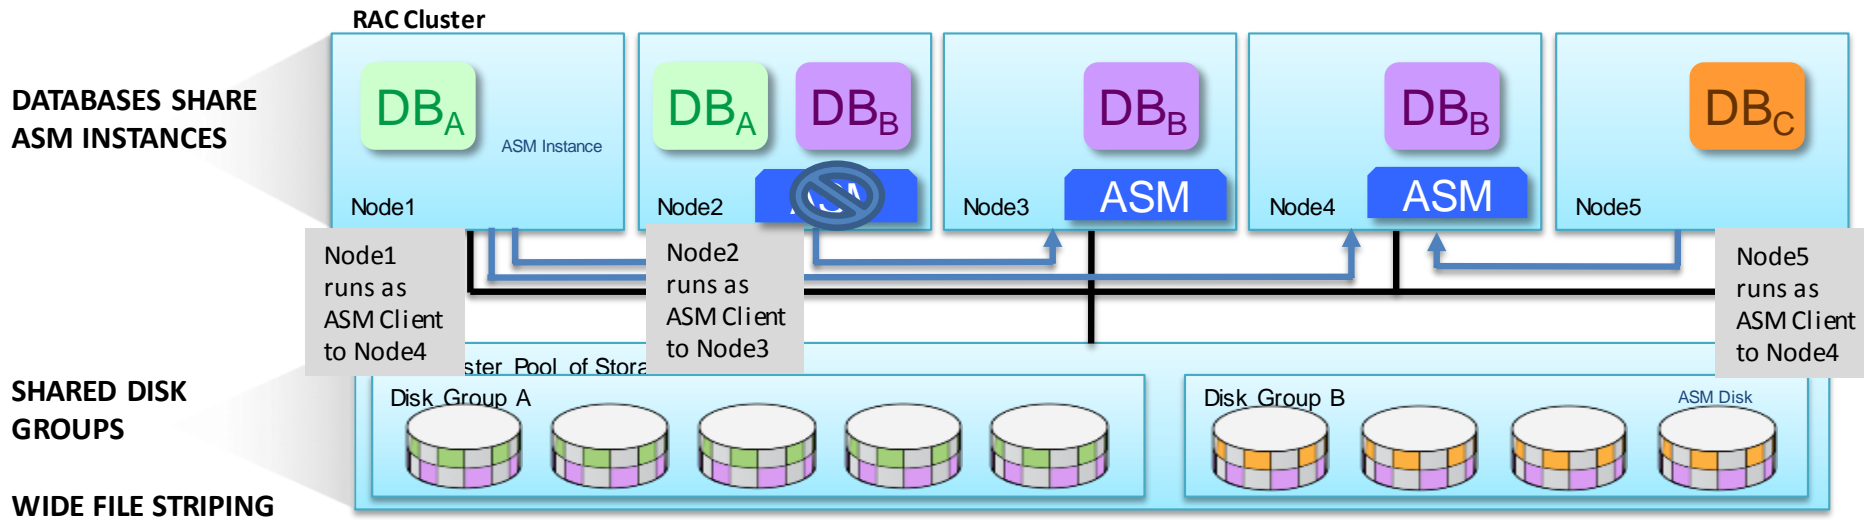 RAC Cluster
DATABASES SHARE
ASM INSTANCES
DBA
ASM Instance
Node1
DBA
DBB
Node2
DBB
ASM
Node3
DBB
ASM
Node4
DBC
Node5
Node1
runs as
ASM Client
to Node4
Node2
runs as
ASM Client
to Node3
Node5
runs as
ASM Client
to Node4
Pool of
SHARED DISK
GROUPS
Disk Group A
Disk Group B
ASM Disk
WIDE FILE STRIPING